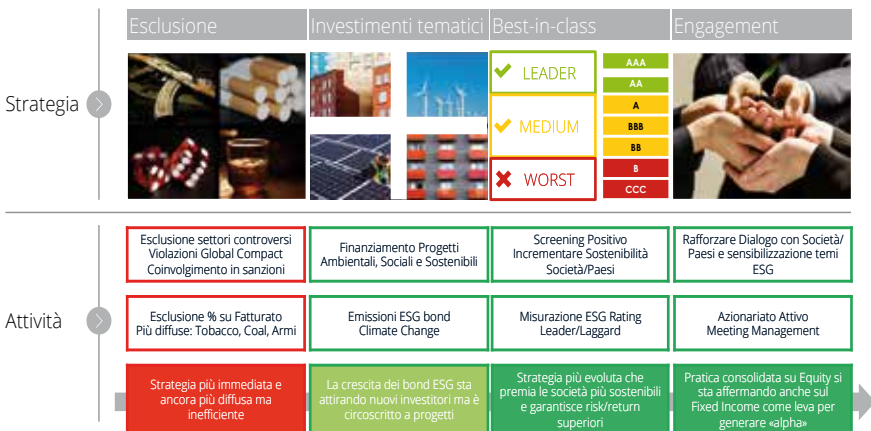 Esclusione
Investimenti tematici
Best-in-class
Engagement
Strategia
LEADER
MEDIUM
WORST
AAA
AA
A
BBB
BB
B
CCC
Attività
Esclusione settori controversi
Violazioni Global Compact
Coinvolgimento in sanzioni
Finanziamento Progetti
Ambientali, Sociali e Sostenibili
Screening Positivo
Incrementare Sostenibilità
Società/Paesi
Rafforzare Dialogo con Società/
Paesi e sensibilizzazione temi
ESG
Esclusione % su Fatturato
Più diffuse: Tobacco, Coal, Armi
Emissioni ESG bond
Climate Change
Misurazione ESG Rating
Leader/Laggard
Azionariato Attivo
Meeting Management
Strategia più immediata e
ancora più diffusa ma
inefficiente
La crescita dei bond ESG sta
attirando nuovi investitori ma è
circoscritto a progetti
Strategia più evoluta che
premia le società più sostenibili
e garantisce risk/return
superiori
Pratica consolidata su Equity si
sta affermando anche sul
Fixed Income come leva per
generare «alpha»